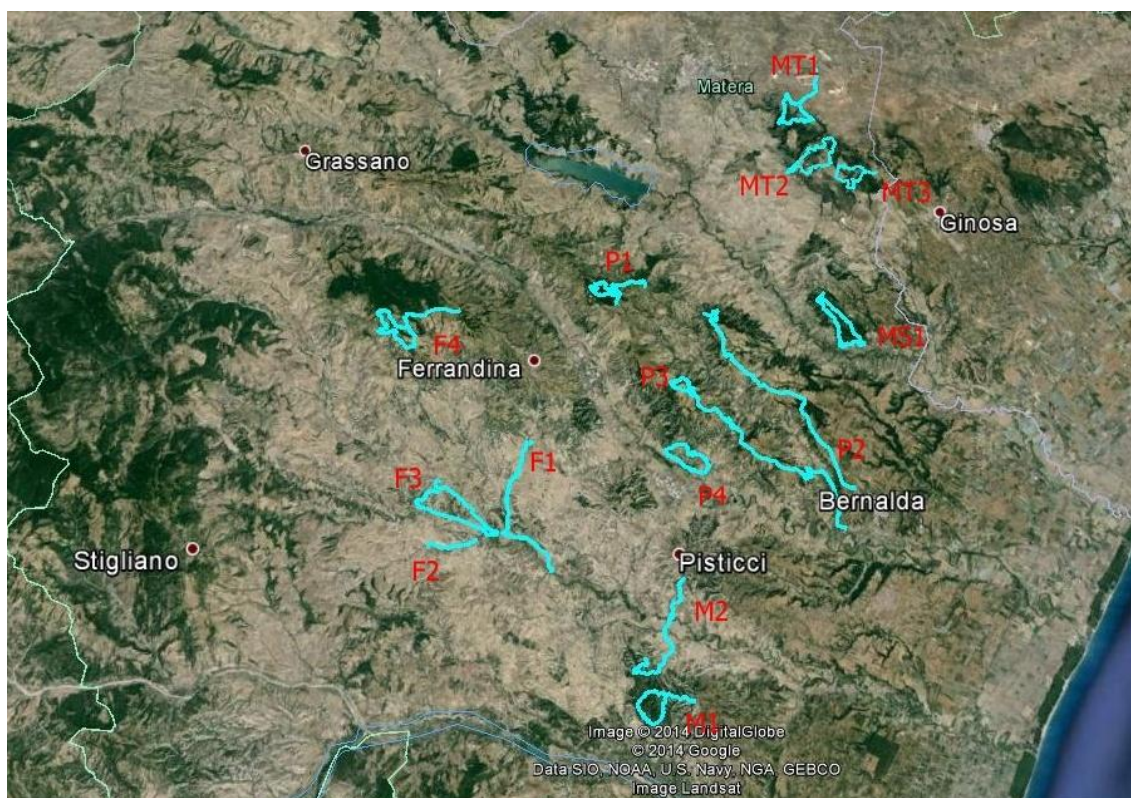 MT1
Matera
Grassano
MT2
MT3
Ginosa
P1
MS1
F4
Ferrandina
P3
P2
F1
F3
P4
Bernalda
Stigliano
F2
Pisticci
M2
M1
Image © 2014 DigitalGlobe
© 2014 Google
Data SIO, NOAA, U.S. Navy, NGA, GEBCO
Image Landsat